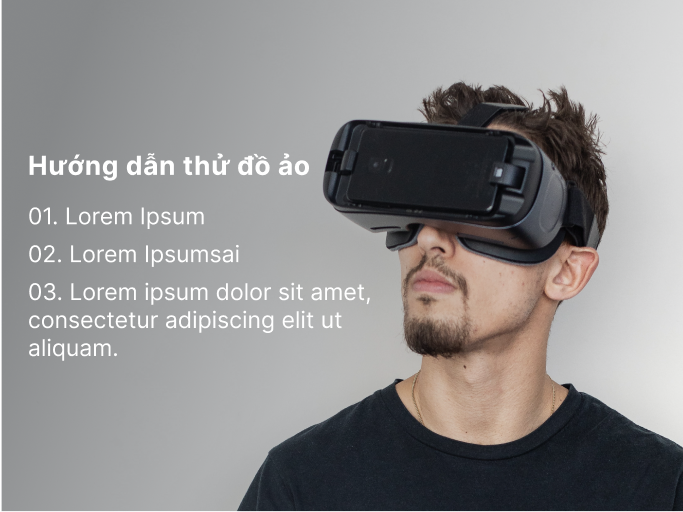 Hướng dẫn thử đồ ảo
01. Lorem Ipsum
02. Lorem Ipsumsai
03. Lorem ipsum dolor sit amet,
consectetur adipiscing elit ut
aliquam.